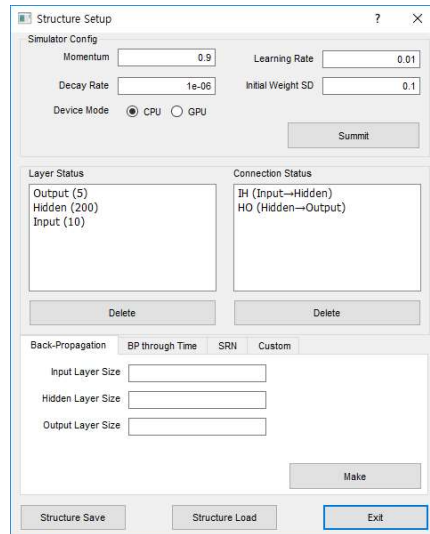 Structure Setup ? ×
Simulator Config
Momentum 0.9 Learning Rate 0.01
Decay Rate 1e-06 Initial Weight SD 0.1
Device Mode CPU GPU
Summit
Layer Status Connection Status
Output (5) IH (Input→Hidden)
Hidden (200) HO (Hidden→Output)
Input (10)
Delete Delete
Back-Propagation BP through Time SRN Custom
Input Layer Size
Hidden Layer Size
Output Layer Size
Make
Structure Save Structure Load Exit